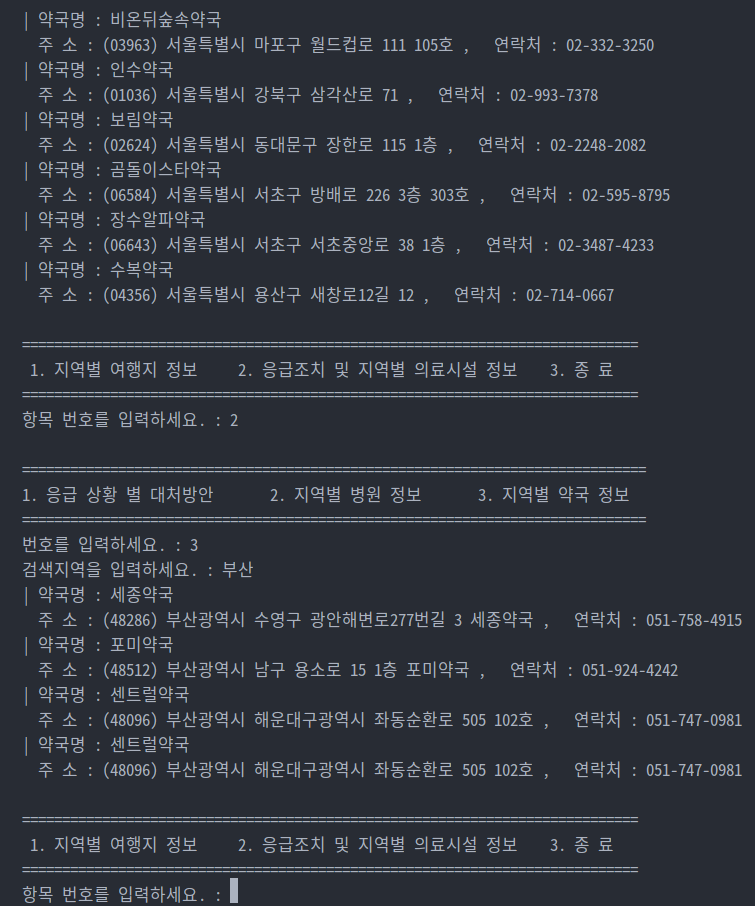 | 약국명 : 비온뒤숲속약국
주 소 : (03963) 서울특별시 마포구 월드컵로 111 105호 , 연락처 : 02-332-3250
| 약국명 : 인수약국
주 소 : (01036) 서울특별시 강북구 삼각산로 71 , 연락처 : 02-993-7378
| 약국명 : 보림약국
주 소 : (02624) 서울특별시 동대문구 장한로 115 1층 , 연락처 : 02-2248-2082
| 약국명 : 곰돌이스타약국
주 소 : (06584) 서울특별시 서초구 방배로 226 3층 303호 , 연락처 : 02-595-8795
| 약국명 : 장수알파약국
주 소 : (06643) 서울특별시 서초구 서초중앙로 38 1층 , 연락처 : 02-3487-4233
| 약국명 : 수복약국
주 소 : (04356) 서울특별시 용산구 새창로12길 12 , 연락처 : 02-714-0667
=============================================================================
1. 지역별 여행지 정보 2. 응급조치 및 지역별 의료시설 정보 3. 종 료
=============================================================================
항목 번호를 입력하세요. : 2
==============================================================================
1. 응급 상황 별 대처방안 2. 지역별 병원 정보 3. 지역별 약국 정보
==============================================================================
번호를 입력하세요. : 3
검색지역을 입력하세요. : 부산
| 약국명 : 세종약국
주 소 : (48286) 부산광역시 수영구 광안해변로277번길 3 세종약국 , 연락처 : 051-758-4915
| 약국명 : 포미약국
주 소 : (48512) 부산광역시 남구 용소로 15 1층 포미약국 , 연락처 : 051-924-4242
| 약국명 : 센트럴약국
주 소 : (48096) 부산광역시 해운대구광역시 좌동순환로 505 102호 , 연락처 : 051-747-0981
| 약국명 : 센트럴약국
주 소 : (48096) 부산광역시 해운대구광역시 좌동순환로 505 102호 , 연락처 : 051-747-0981
=============================================================================
1. 지역별 여행지 정보 2. 응급조치 및 지역별 의료시설 정보 3. 종 료
=============================================================================
항목 번호를 입력하세요. :